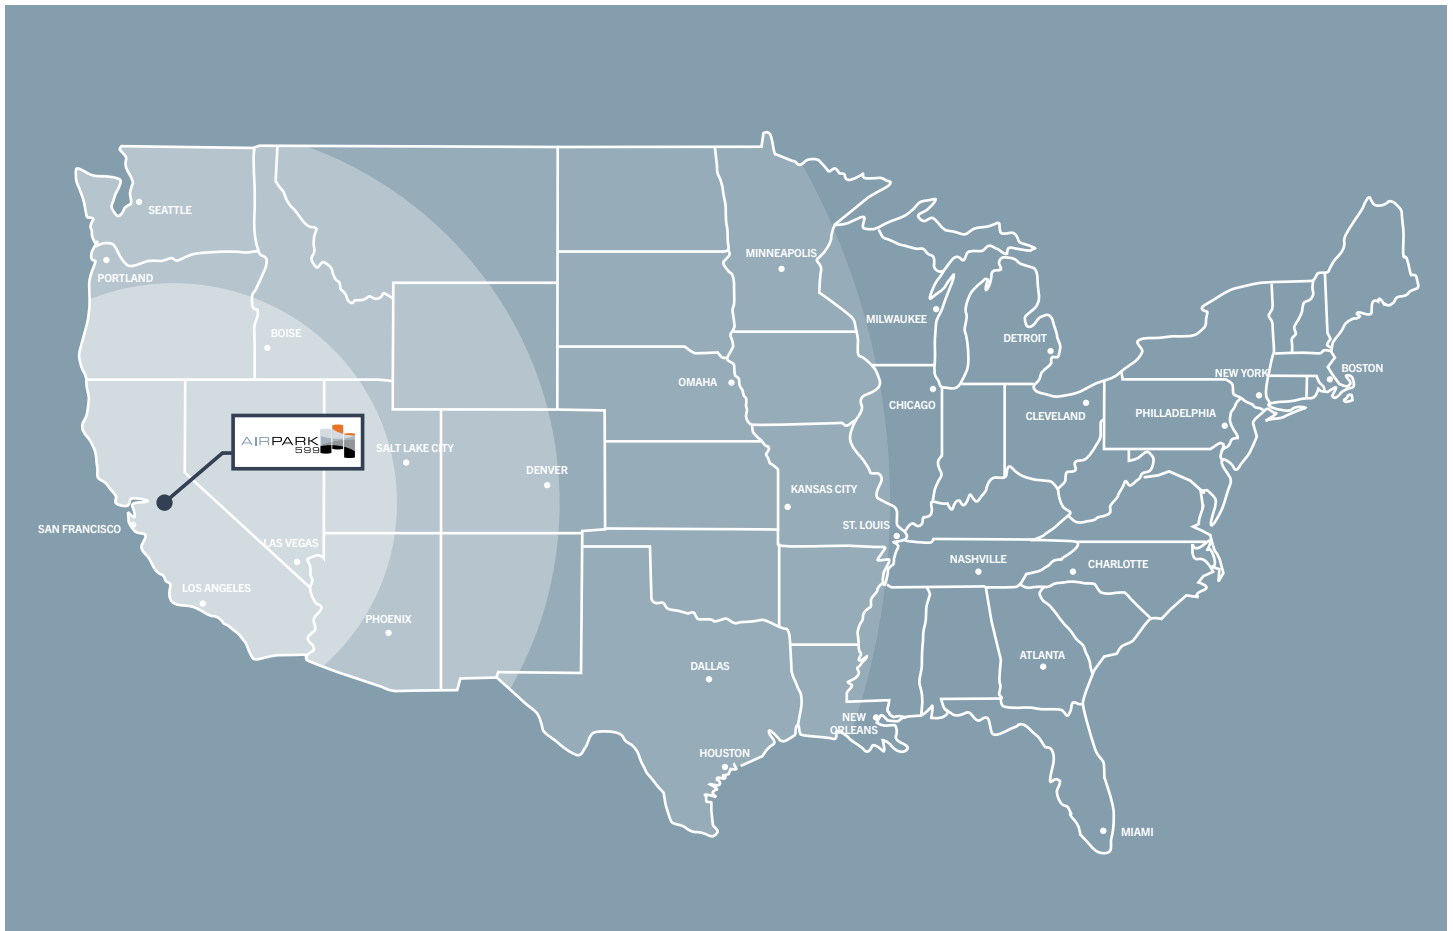 SEATTLE
PORTLAND
MINNEAPOLIS
BOISE
MILWAUKEE
DETROIT
BOSTON
NEW YORK
OMAHA
CHICAGO
CLEVELAND
PHILLADELPHIA
AIRPARK
599
SALT LAKE CITY
DENVER
KANSAS CITY
SAN FRANCISCO
ST. LOUIS
LAS VEGAS
NASHVILLE
CHARLOTTE
LOS ANGELES
PHOENIX
ATLANTA
DALLAS
NEW
ORLEANS
HOUSTON
MIAMI